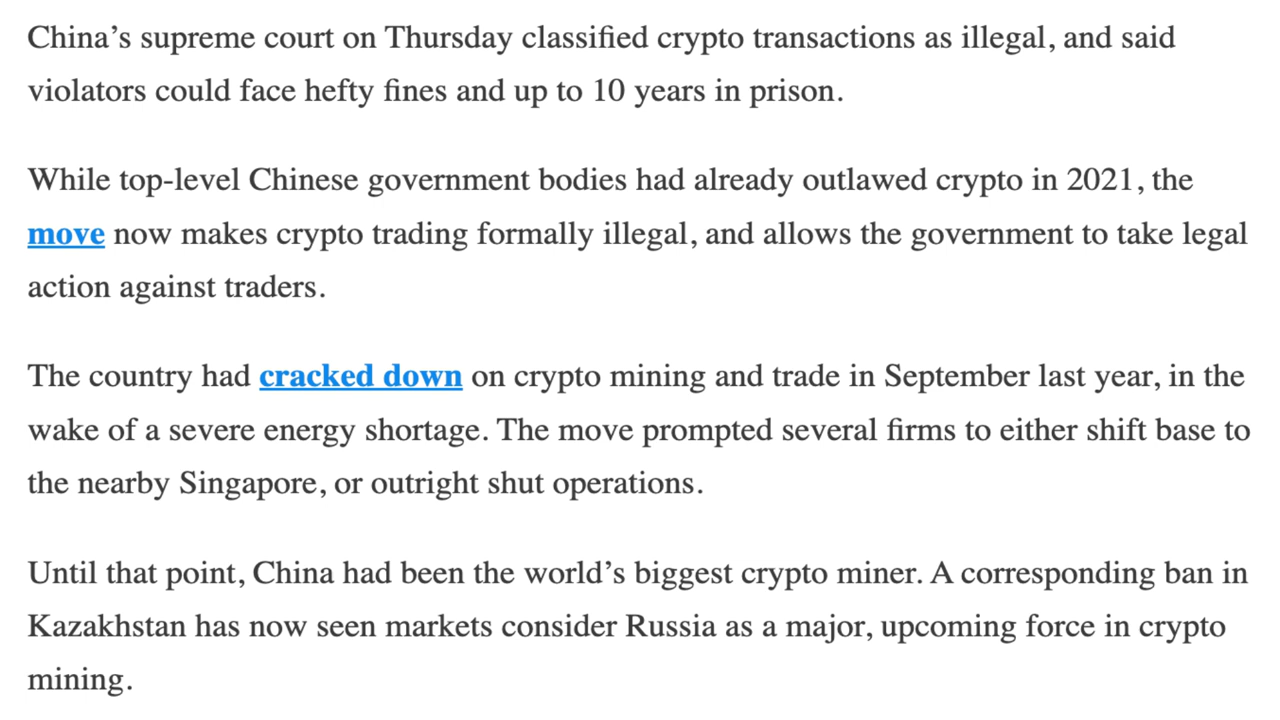 China’s supreme court on Thursday classified crypto transactions as illegal, and said
violators could face hefty fines and up to 10 years in prison.
While top-level Chinese government bodies had already outlawed crypto in 2021, the
move now makes crypto trading formally illegal, and allows the government to take legal
action against traders.
The country had cracked down on crypto mining and trade in September last year, in the
wake of a severe energy shortage. The move prompted several firms to either shift base to
the nearby Singapore, or outright shut operations.
Until that point, China had been the world’s biggest crypto miner. A corresponding ban in
Kazakhstan has now seen markets consider Russia as a major, upcoming force in crypto
mining.